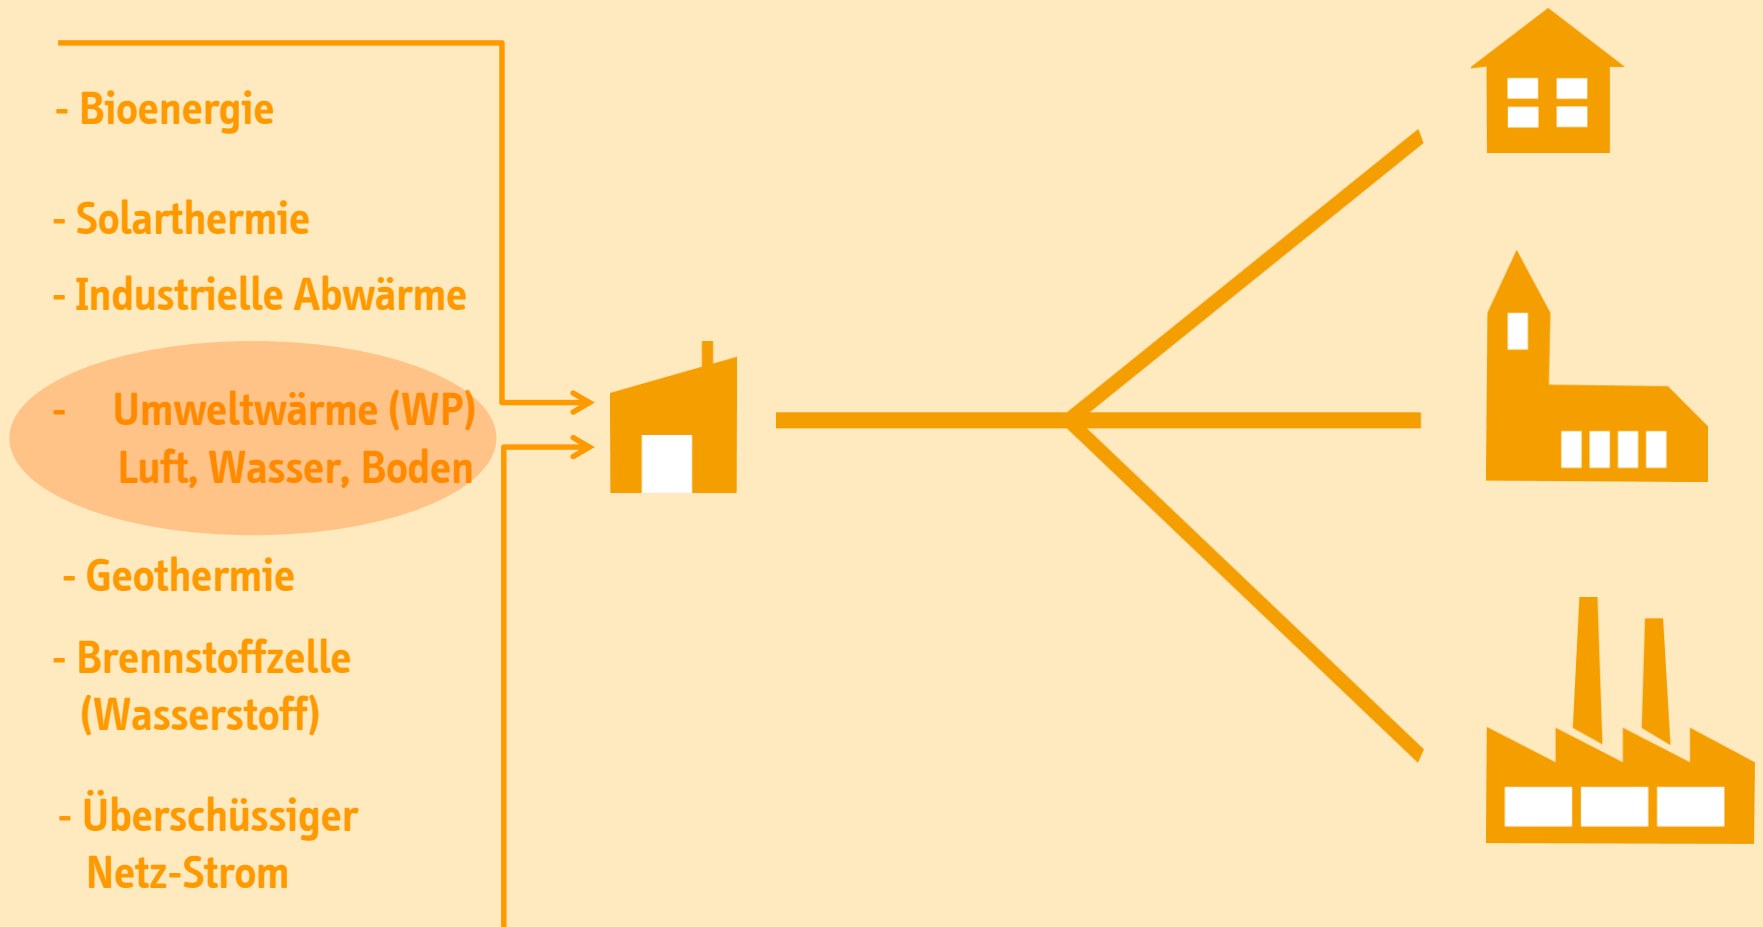 - Bioenergie
- Solarthermie
- Industrielle Abwärme
- Umweltwärme (WP)
Luft, Wasser, Boden
- Geothermie
- Brennstoffzelle
(Wasserstoff)
- Überschüssiger
Netz-Strom